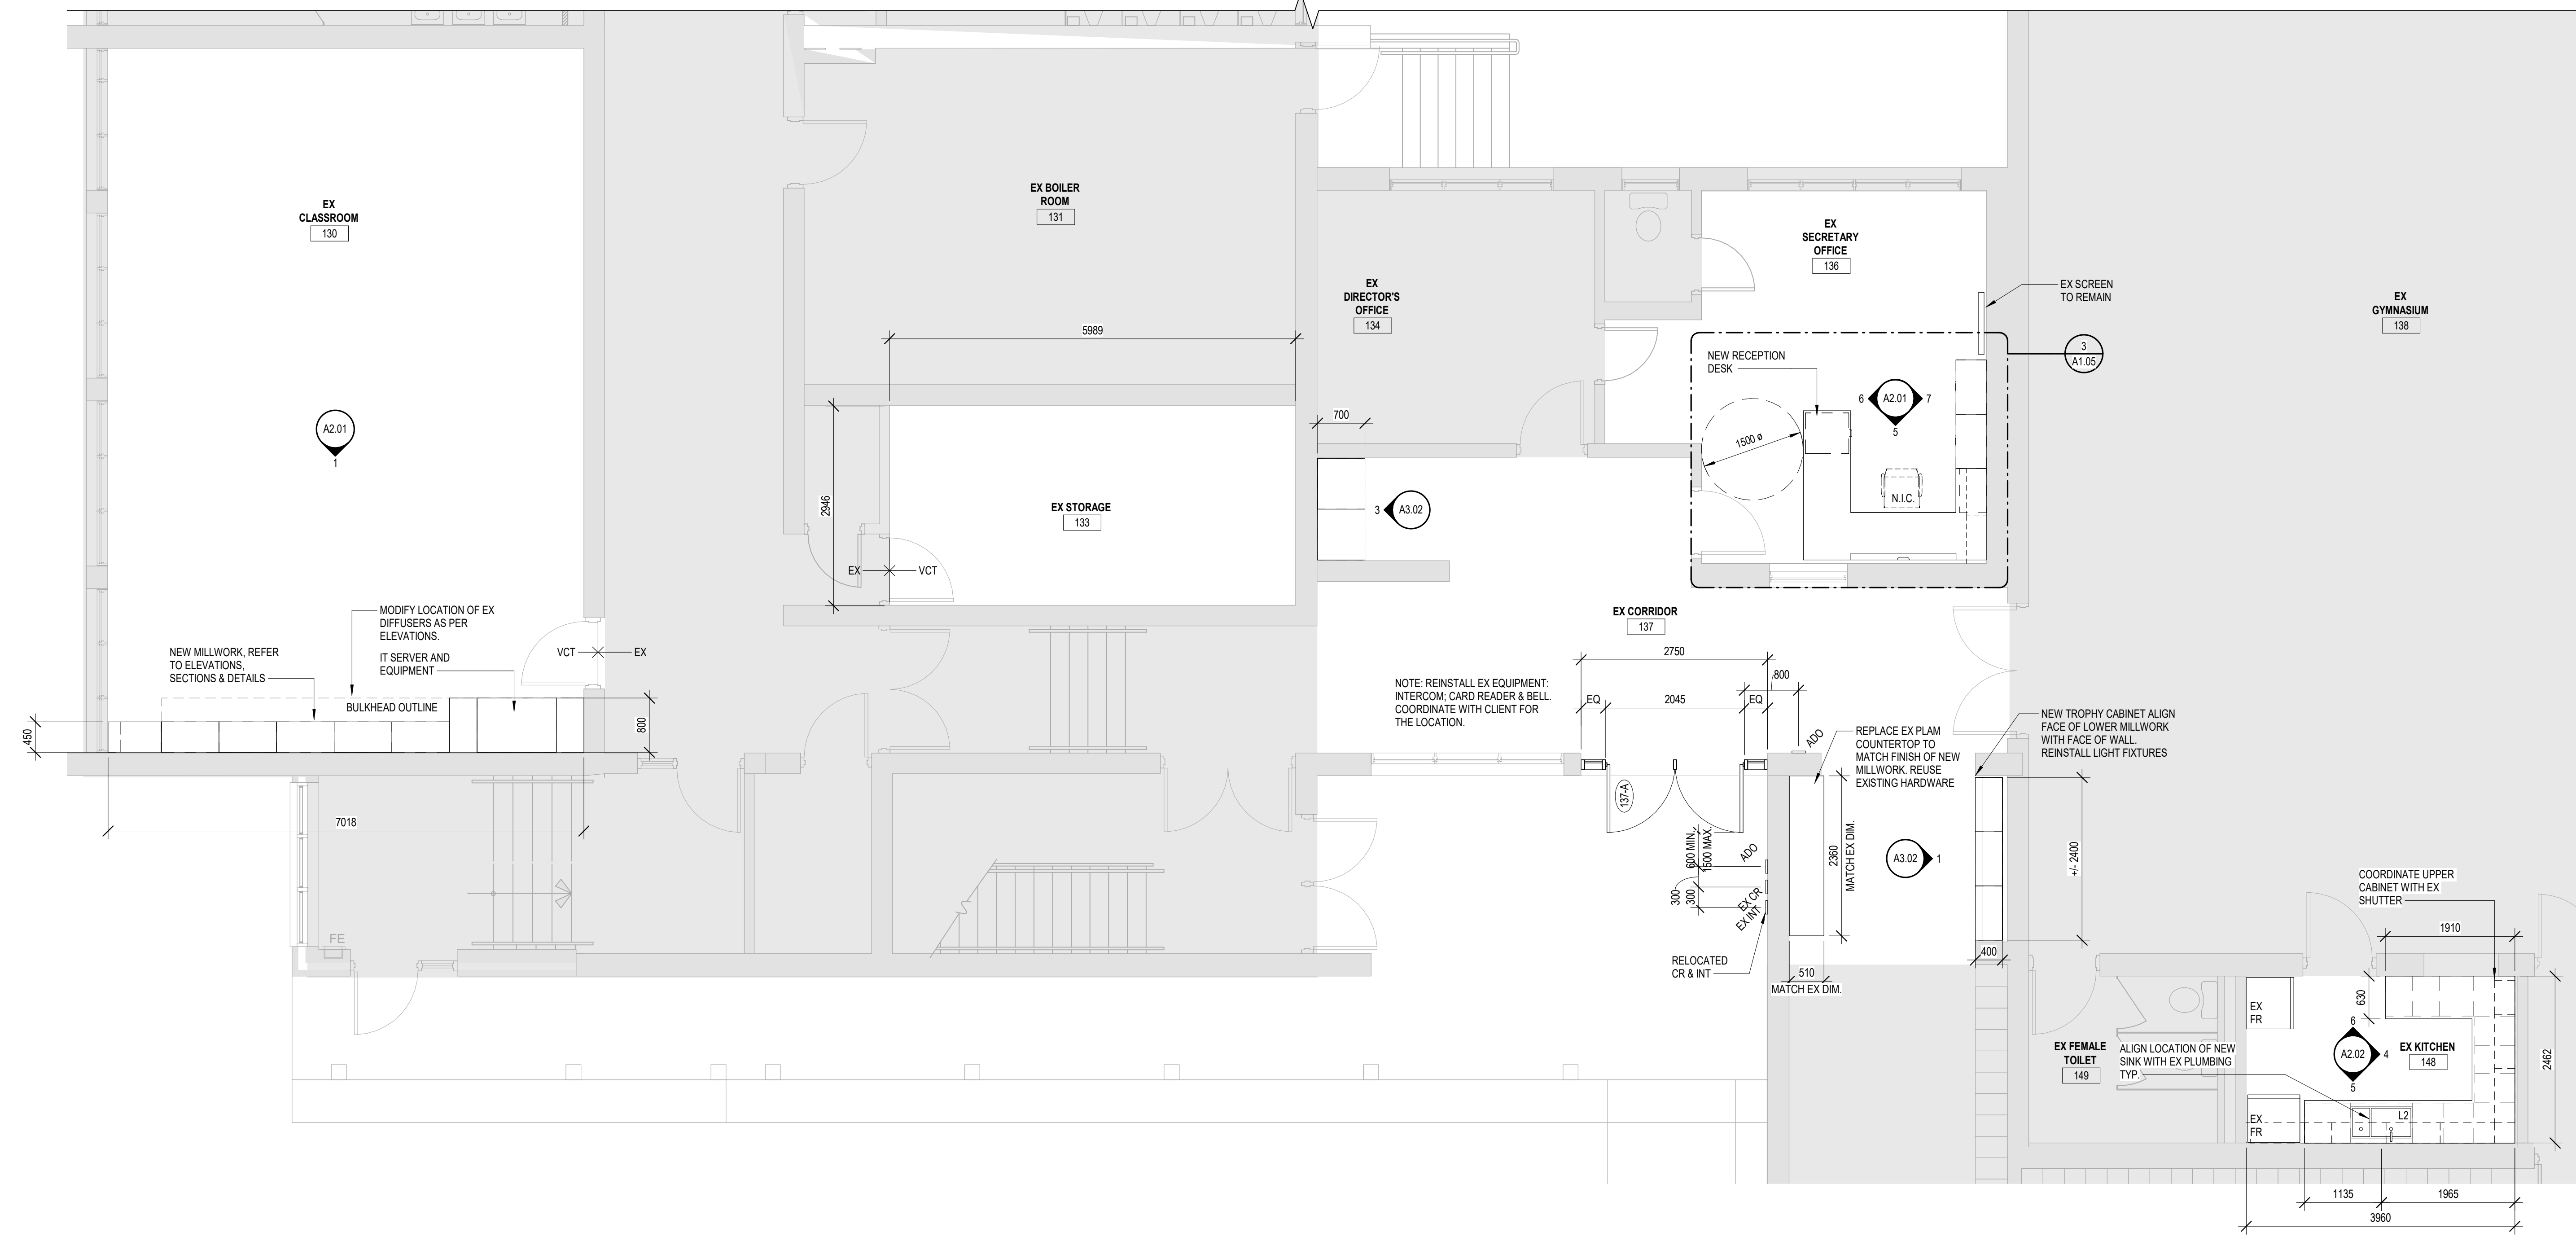 EX
CLASSROOM
130
A2.01
1
MODIFY LOCATION OF EX
DIFFUSERS AS PER
ELEVATIONS.
NEW MILLWORK, REFER
TO ELEVATIONS,
SECTIONS & DETAILS
IT SERVER AND
EQUIPMENT
BULKHEAD OUTLINE
VCT
EX
450
800
7018
FE
EX BOILER
ROOM
131
5989
2946
EX STORAGE
133
EX
VCT
EX
DIRECTOR'S
OFFICE
134
700
3
A3.02
EX
SECRETARY
OFFICE
136
EX SCREEN
TO REMAIN
3
A1.05
NEW RECEPTION
DESK
1500 ø
6
A2.01
7
5
N.I.C.
EX
GYMNASIUM
138
EX CORRIDOR
137
2750
800
EQ
2045
EQ
NOTE: REINSTALL EX EQUIPMENT:
INTERCOM; CARD READER & BELL.
COORDINATE WITH CLIENT FOR
THE LOCATION.
ADO
137-A
REPLACE EX PLAM
COUNTERTOP TO
MATCH FINISH OF NEW
MILLWORK. REUSE
EXISTING HARDWARE
NEW TROPHY CABINET ALIGN
FACE OF LOWER MILLWORK
WITH FACE OF WALL.
REINSTALL LIGHT FIXTURES
600 MIN.
1500 MAX.
ADO
300
300
EX CR
EX INT
RELOCATED
CR & INT
2360
MATCH EX DIM.
A3.02
1
+/- 2400
510
MATCH EX DIM.
400
COORDINATE UPPER
CABINET WITH EX
SHUTTER
1910
630
EX
FR
6
A2.02
4
5
EX KITCHEN
148
2462
EX FEMALE
TOILET
149
ALIGN LOCATION OF NEW
SINK WITH EX PLUMBING
TYP.
EX
FR
L2
1135
1965
3960